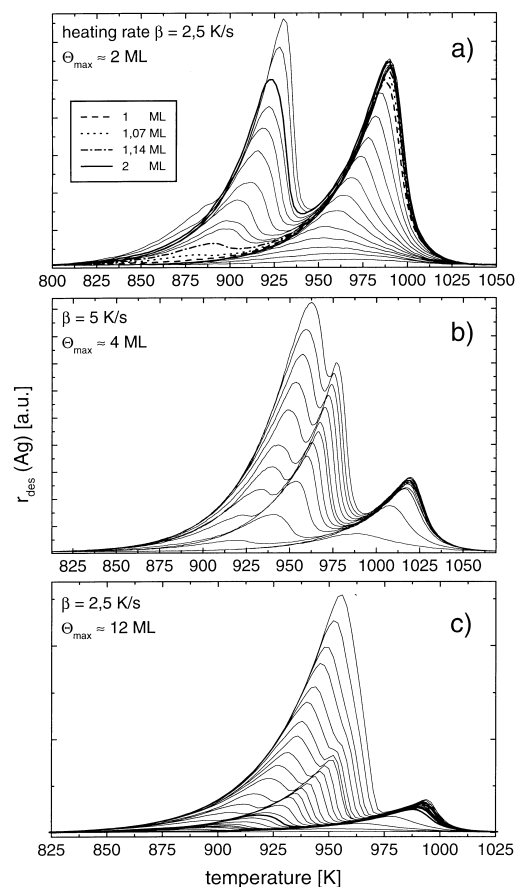 heating rate β = 2,5 K/s
Θmax ≈ 2 ML
a)
1 ML
1,07 ML
1,14 ML
2 ML
800 825 850 875 900 925 950 975 1000 1025 1050
β = 5 K/s
Θmax ≈ 4 ML
b)
rdes (Ag) [a.u.]
825 850 875 900 925 950 975 1000 1025 1050
β = 2,5 K/s
Θmax ≈ 12 ML
c)
825 850 875 900 925 950 975 1000 1025
temperature [K]